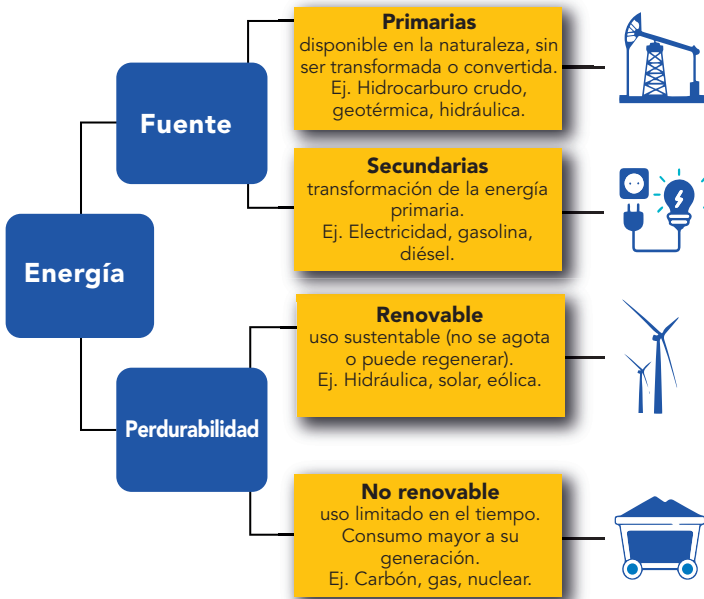 Energía
Fuente
Primarias
disponible en la naturaleza, sin
ser transformada o convertida.
Ej. Hidrocarburo crudo,
geotérmica, hidráulica.
Secundarias
transformación de la energía
primaria.
Ej. Electricidad, gasolina,
diésel.
Perdurabilidad
Renovable
uso sustentable (no se agota
o puede regenerar).
Ej. Hidráulica, solar, eólica.
No renovable
uso limitado en el tiempo.
Consumo mayor a su
generación.
Ej. Carbón, gas, nuclear.